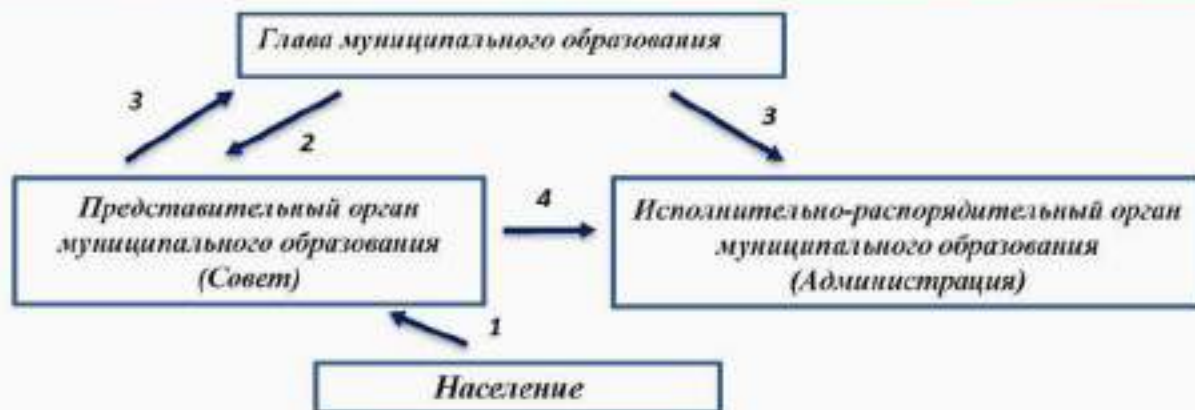 Глава муниципального образования
3
2
3
Представительный орган
муниципального образования
(Совет)
4
Исполнительно-распорядительный орган
муниципального образования
(Администрация)
1
Население